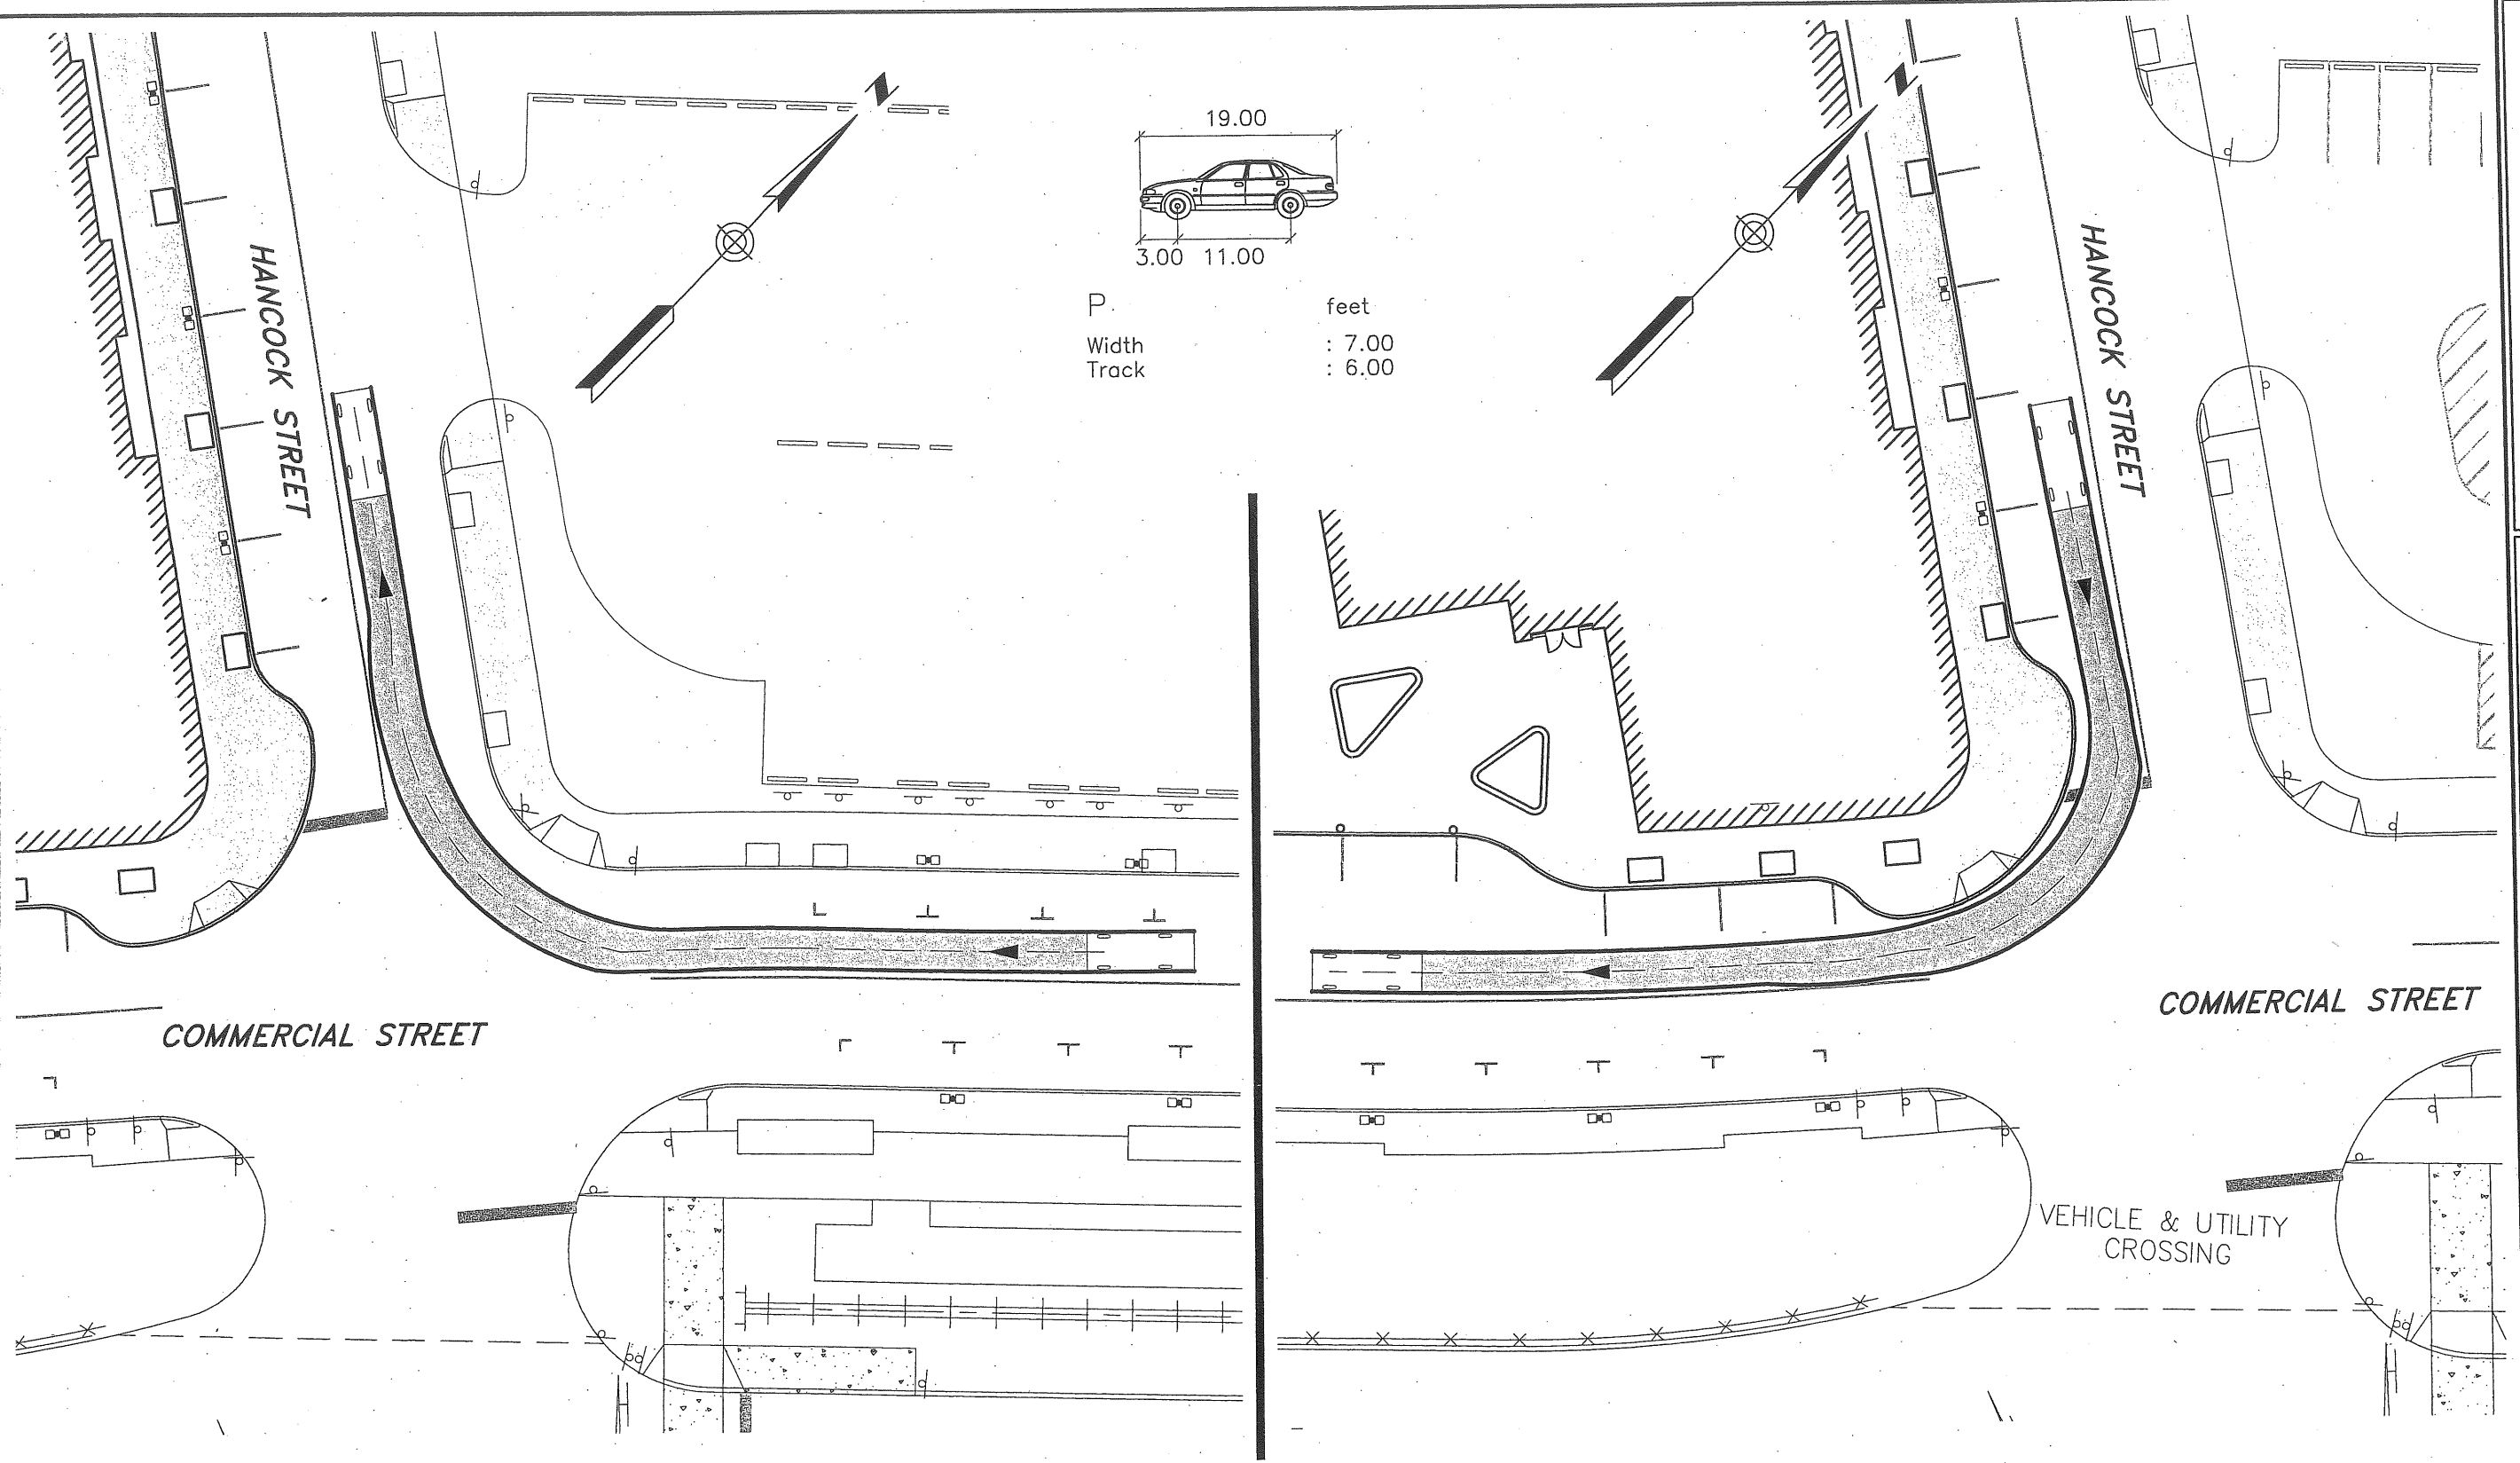 HANCOCK STREET
N
19.00
3.00 11.00
P. feet
Width : 7.00
Track : 6.00
N
HANCOCK STREET
COMMERCIAL STREET
COMMERCIAL STREET
VEHICLE & UTILITY
CROSSING